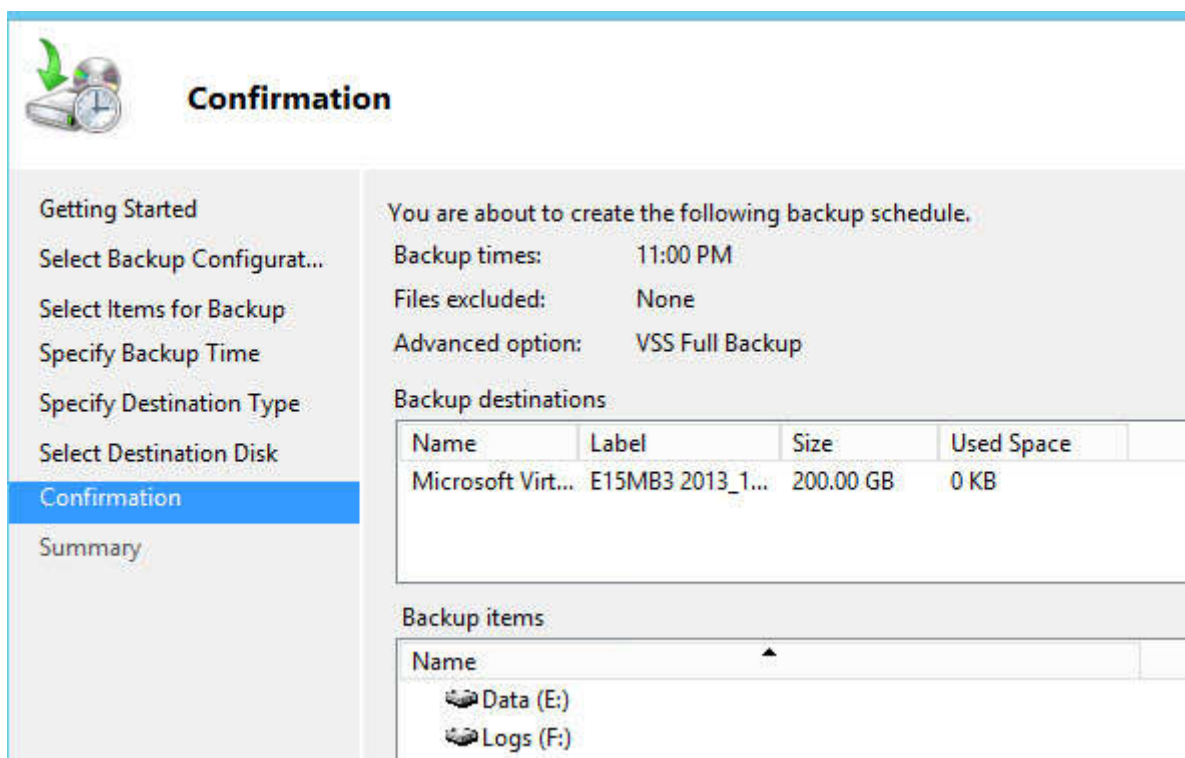 Confirmation
Getting Started
Select Backup Configurat...
Select Items for Backup
Specify Backup Time
Specify Destination Type
Select Destination Disk
Confirmation
Summary
You are about to create the following backup schedule.
Backup times: 11:00 PM
Files excluded: None
Advanced option: VSS Full Backup
Backup destinations
Name Label Size Used Space
Microsoft Virt... E15MB3 2013_1... 200.00 GB 0 KB
Backup items
Name
Data (E:)
Logs (F:)